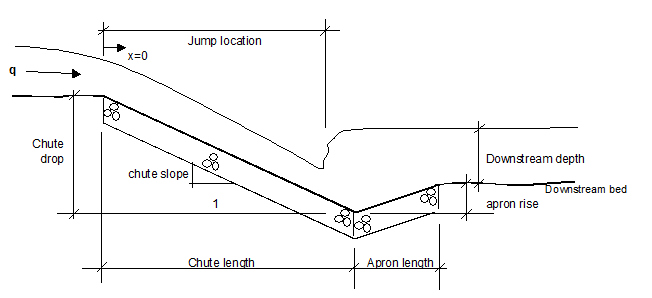 Jump location
x=0
q
Chute
drop
chute slope
1
Downstream depth
Downstream bed
apron rise
Chute length
Apron length